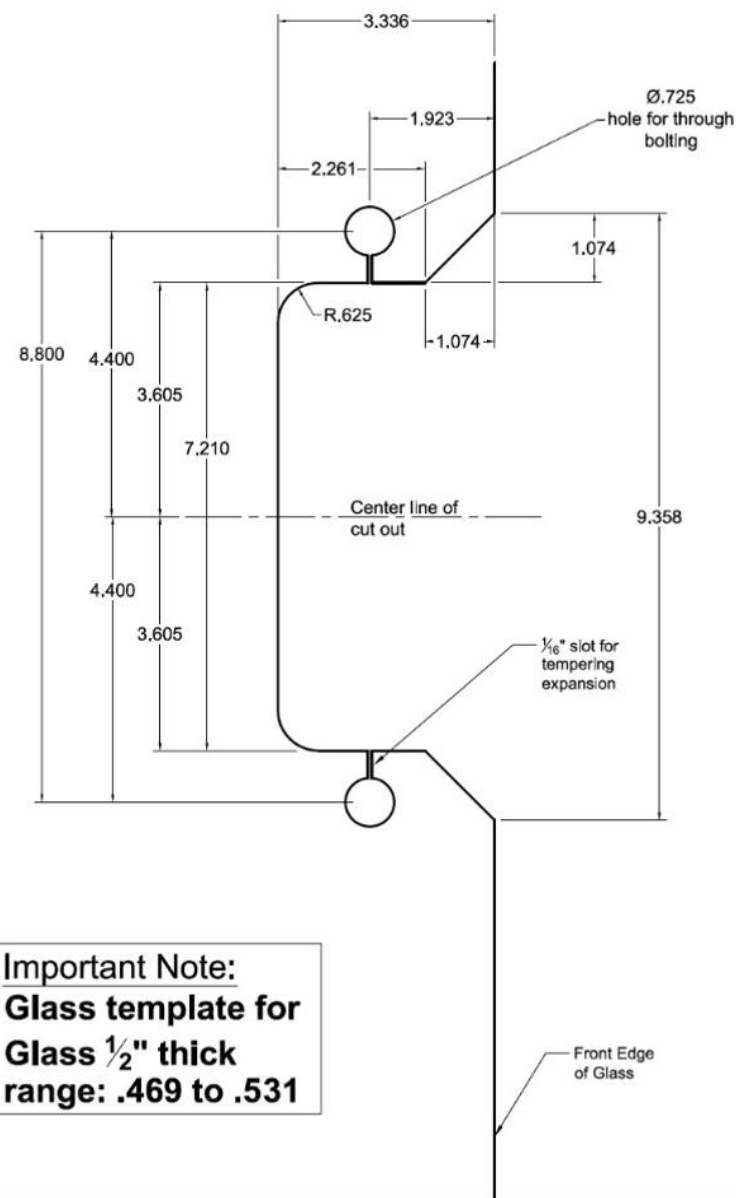 3.336
Ø.725
hole for through
bolting
1.923
2.261
1.074
R.625
1.074
8.800
4.400
3.605
7.210
Center line of
cut out
9.358
4.400
3.605
1/16" slot for
tempering
expansion
Important Note:
Glass template for
Glass 1/2" thick
range: .469 to .531
Front Edge
of Glass